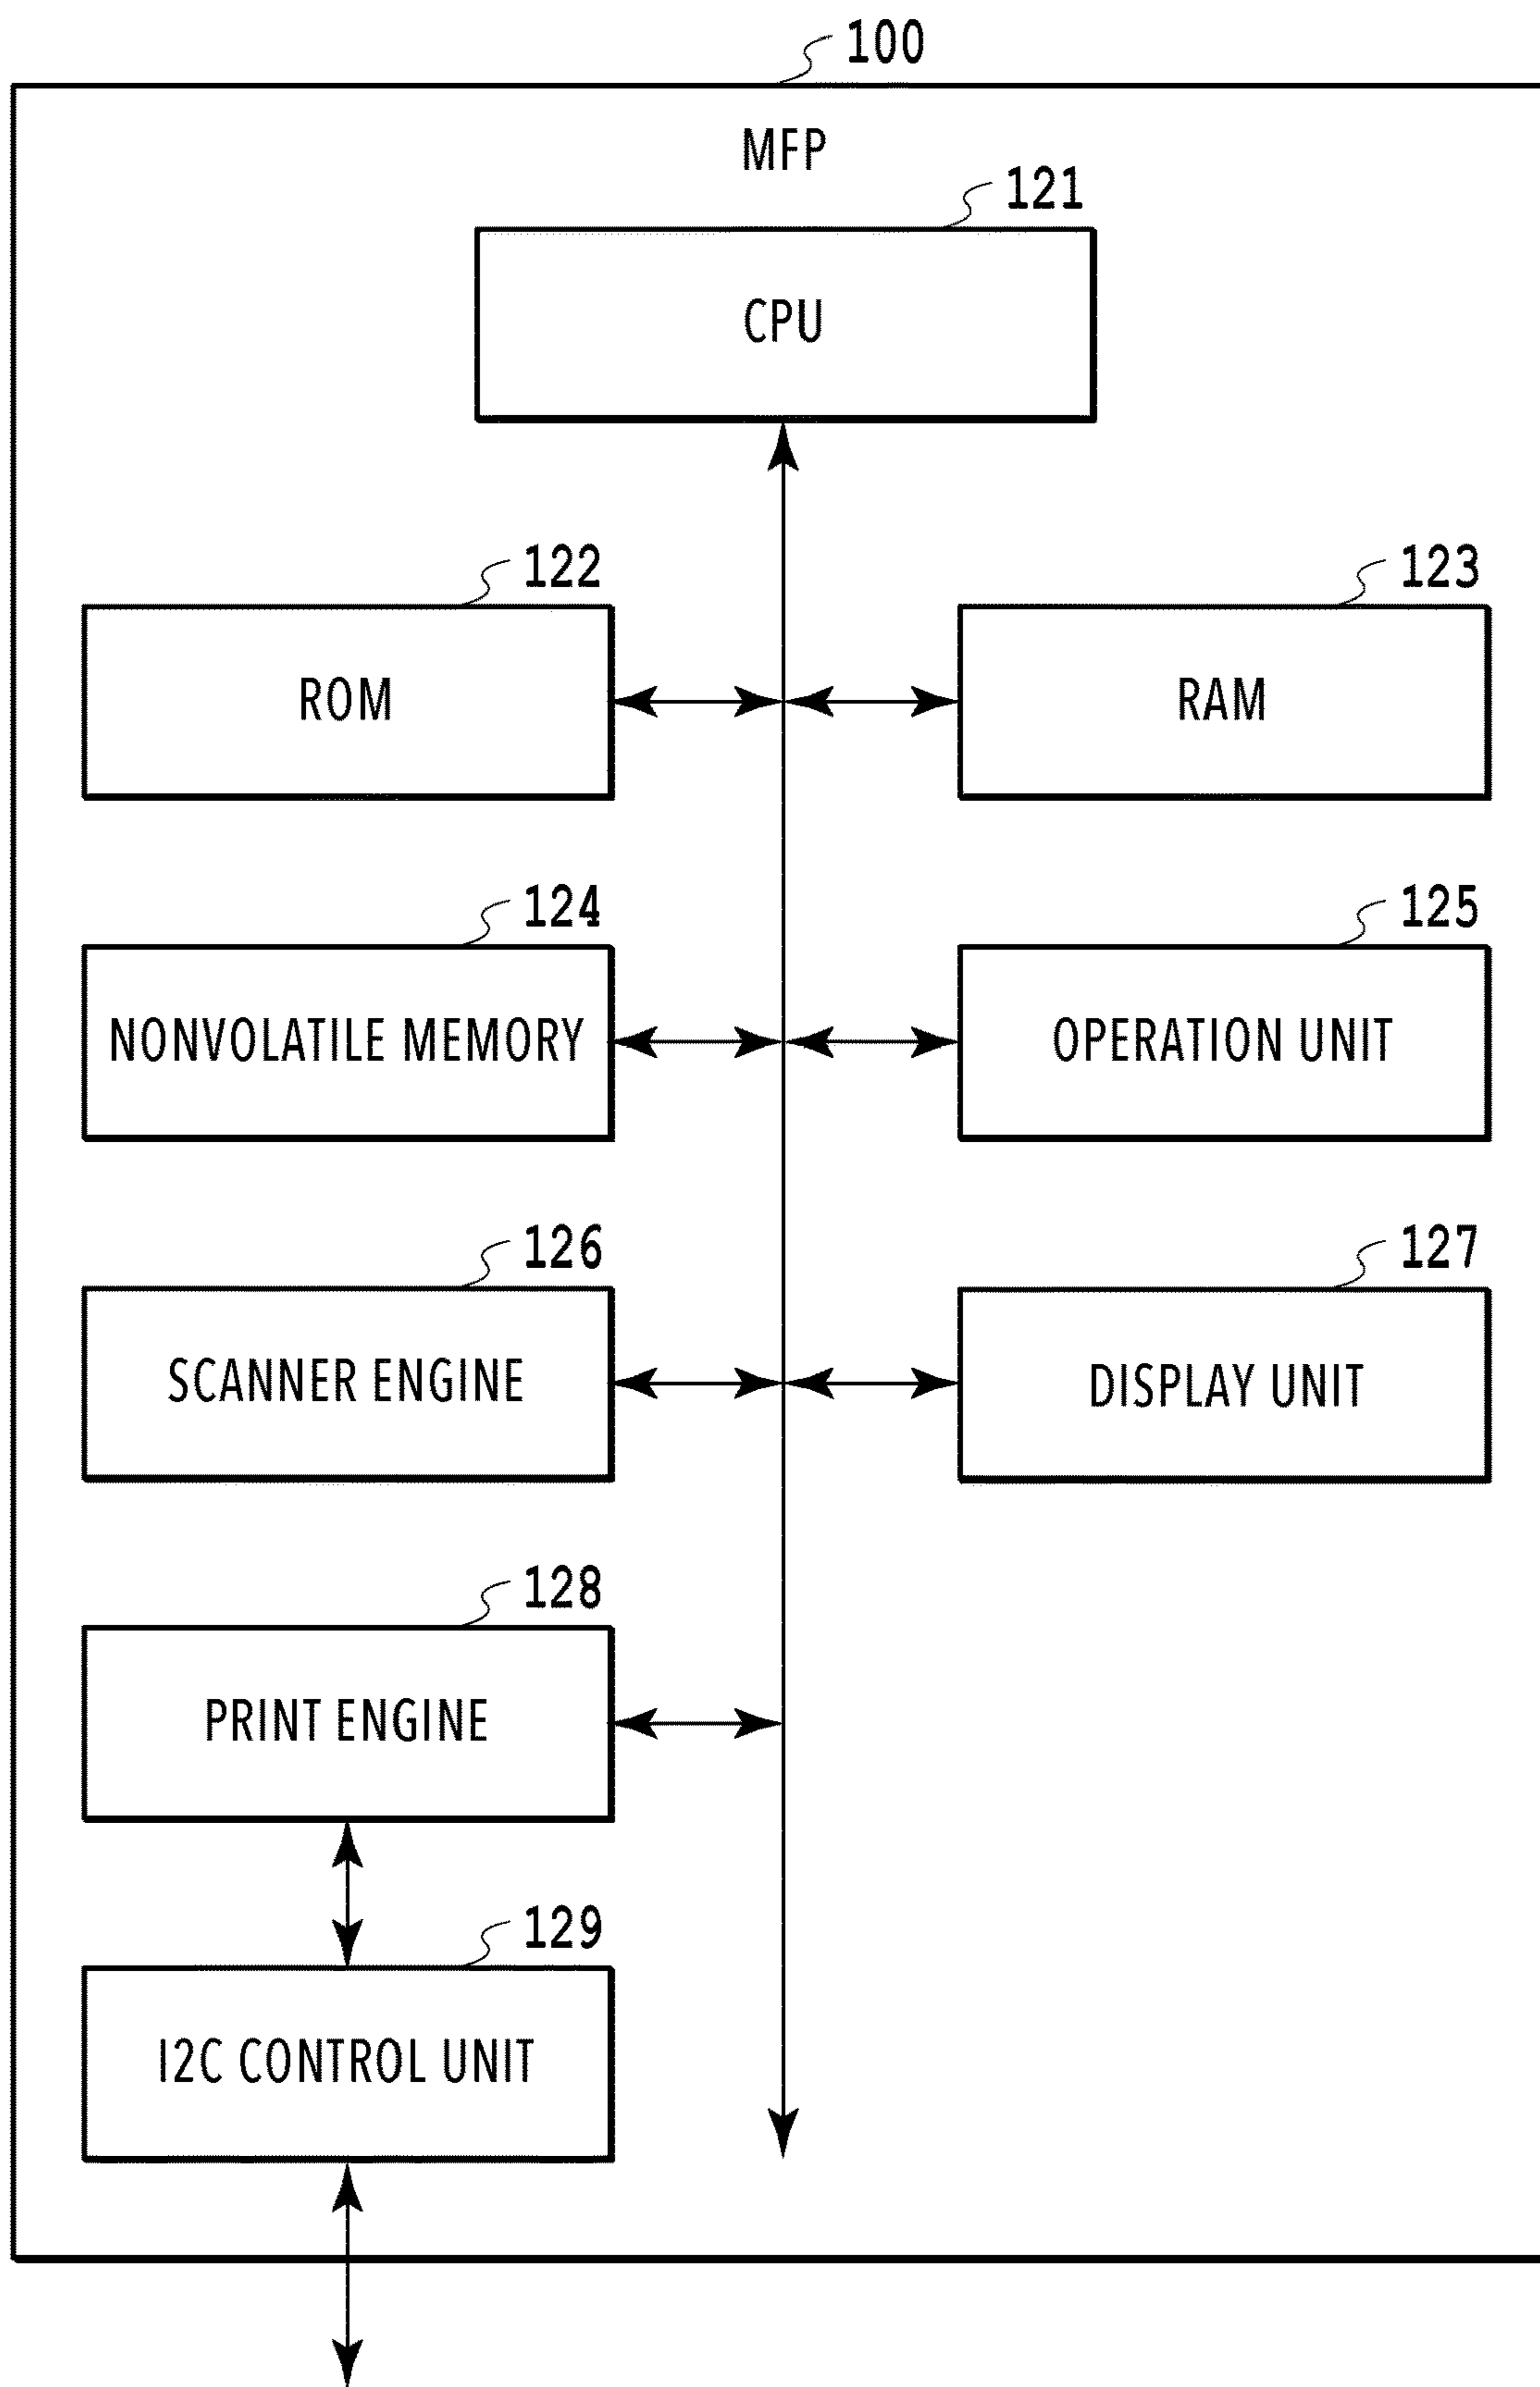 100
MFP
121
CPU
122
123
ROM
RAM
124
125
NONVOLATILE MEMORY
OPERATION UNIT
126
127
SCANNER ENGINE
DISPLAY UNIT
128
PRINT ENGINE
129
I2C CONTROL UNIT